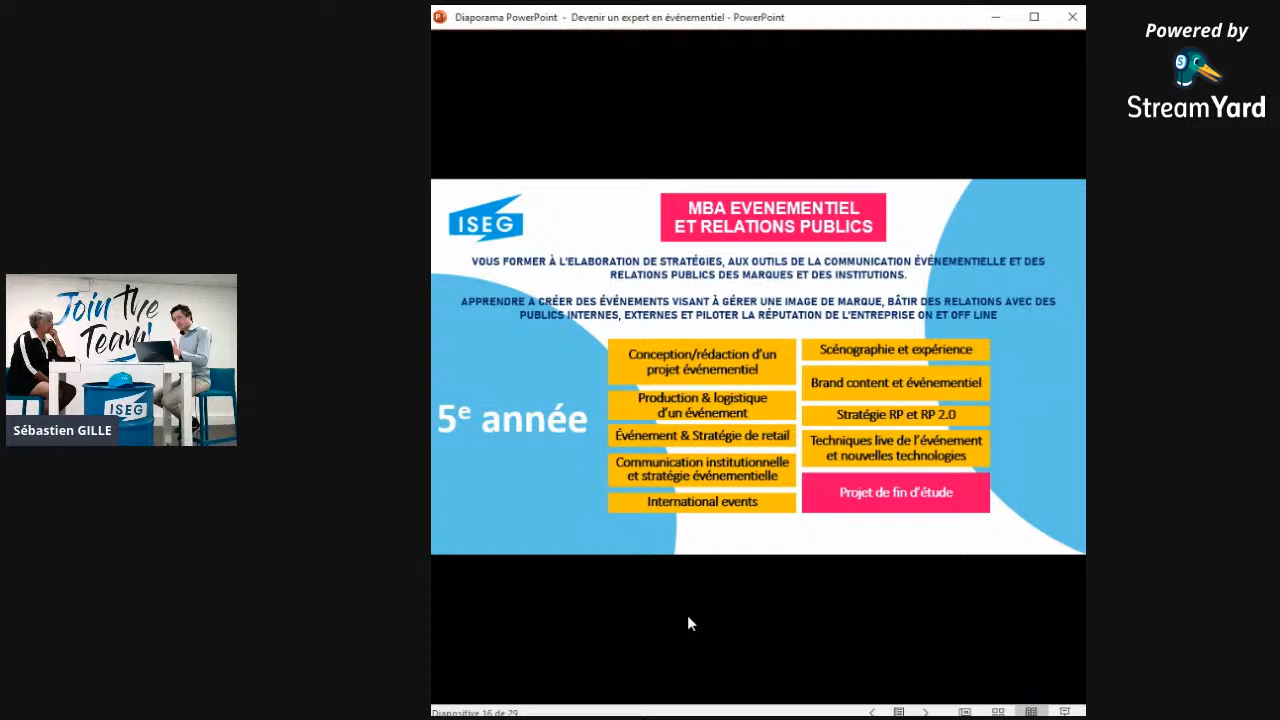 Diaporama PowerPoint - Devenir un expert en événementiel - PowerPoint
Powered by
StreamYard
ISEG
MBA EVENEMENTIEL
ET RELATIONS PUBLICS
VOUS FORMER À L'ELABORATION DE STRATÉGIES, AUX OUTILS DE LA COMMUNICATION ÉVÉNEMENTIELLE ET DES
RELATIONS PUBLICS DES MARQUES ET DES INSTITUTIONS.
APPRENDRE A CRÉER DES ÉVÉNEMENTS VISANT À GÉRER UNE IMAGE DE MARQUE, BÂTIR DES RELATIONS AVEC DES
PUBLICS INTERNES, EXTERNES ET PILOTER LA RÉPUTATION DE L'ENTREPRISE ON ET OFF LINE
5e année
Conception/rédaction d'un
projet événementiel
Production & logistique
d'un événement
Événement & Stratégie de retail
Communication institutionnelle
et stratégie événementielle
International events
Scénographie et expérience
Brand content et événementiel
Stratégie RP et RP 2.0
Techniques live de l'événement
et nouvelles technologies
Projet de fin d'étude
Join the
Team!
ISEG
Sébastien GILLE
Diapositive 16 de 29